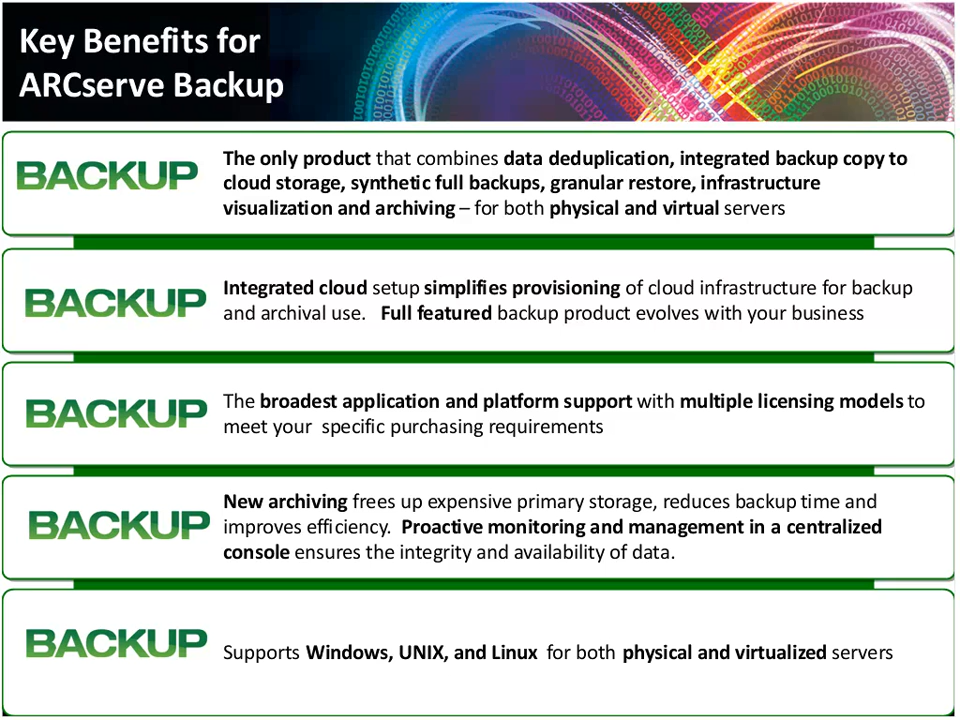 Key Benefits for
ARCserve Backup
BACKUP
The only product that combines data deduplication, integrated backup copy to
cloud storage, synthetic full backups, granular restore, infrastructure
visualization and archiving – for both physical and virtual servers
BACKUP
Integrated cloud setup simplifies provisioning of cloud infrastructure for backup
and archival use.   Full featured backup product evolves with your business
BACKUP
The broadest application and platform support with multiple licensing models to
meet your  specific purchasing requirements
BACKUP
New archiving frees up expensive primary storage, reduces backup time and
improves efficiency.  Proactive monitoring and management in a centralized
console ensures the integrity and availability of data.
BACKUP
Supports Windows, UNIX, and Linux  for both physical and virtualized servers